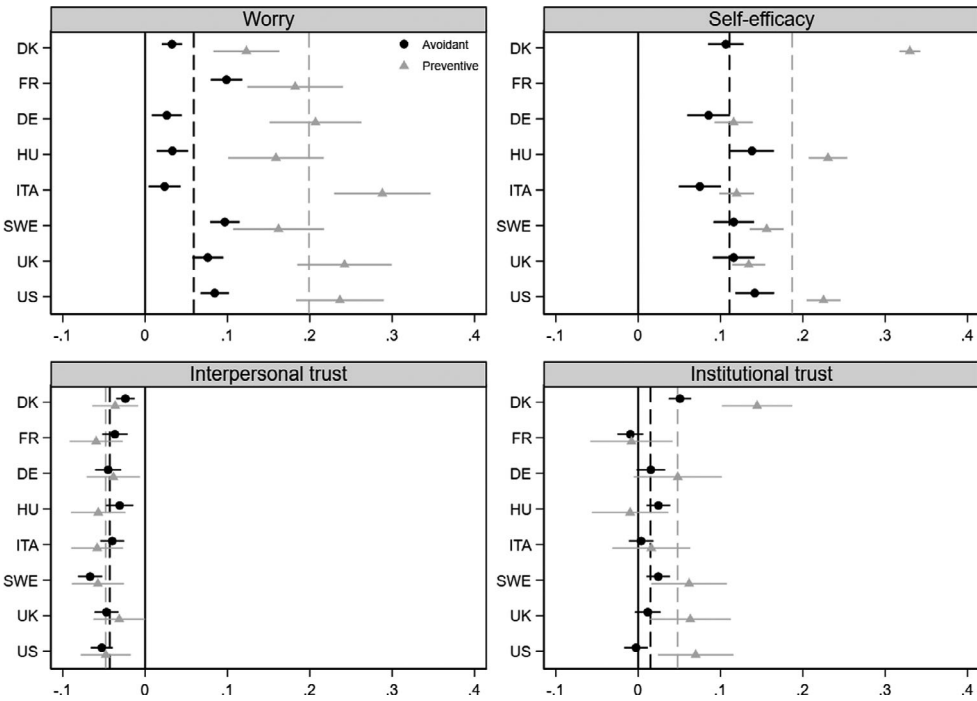 Worry
DK
FR
DE
HU
ITA
SWE
UK
US
Avoidant
Preventive
-.1 0 .1 .2 .3 .4
Self-efficacy
DK
FR
DE
HU
ITA
SWE
UK
US
-.1 0 .1 .2 .3 .4
Interpersonal trust
DK
FR
DE
HU
ITA
SWE
UK
US
-.1 0 .1 .2 .3 .4
Institutional trust
DK
FR
DE
HU
ITA
SWE
UK
US
-.1 0 .1 .2 .3 .4